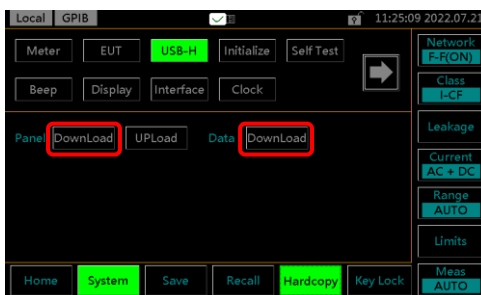 Local GPIB 11:25:09 2022.07.21
Meter EUT USB-H Initialize Self Test
Beep Display Interface Clock
Panel DownLoad UPLoad Data DownLoad
Network
F-F(ON)
Class
I-CF
Leakage
Current
AC + DC
Range
AUTO
Limits
Meas
AUTO
Home System Save Recall Hardcopy Key Lock